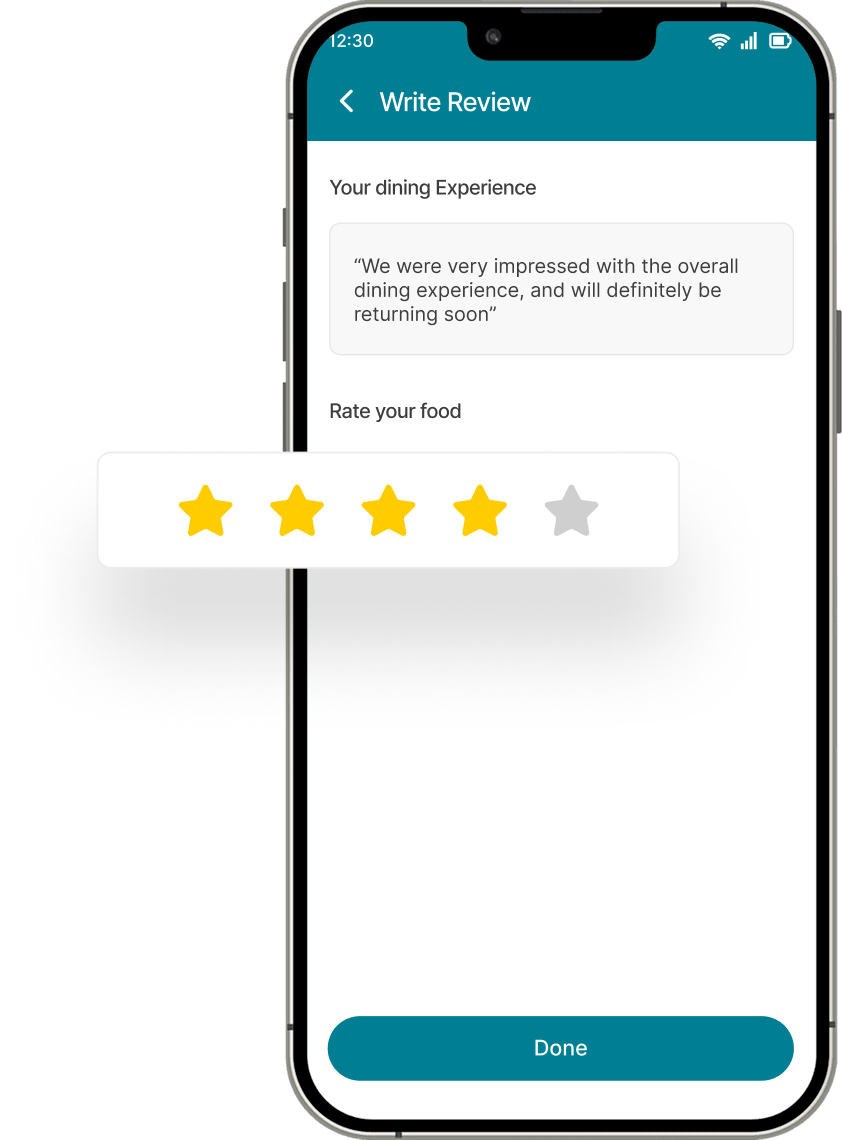 12:30
Write Review
Your dining Experience
“We were very impressed with the overall
dining experience, and will definitely be
returning soon”
Rate your food
Done